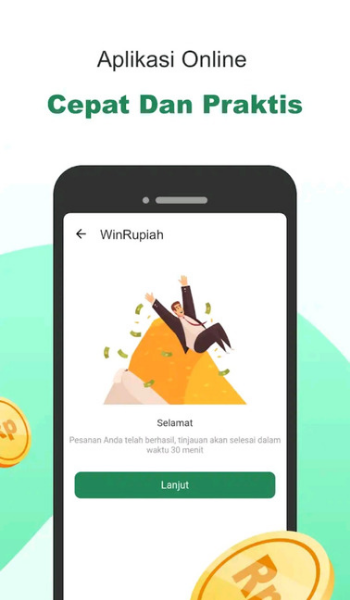 Aplikasi Online
Cepat Dan Praktis
WinRupiah
Selamat
Pesanan Anda telah berhasil, tinjauan akan selesai dalam
waktu 30 menit
Lanjut
Rp
Rp